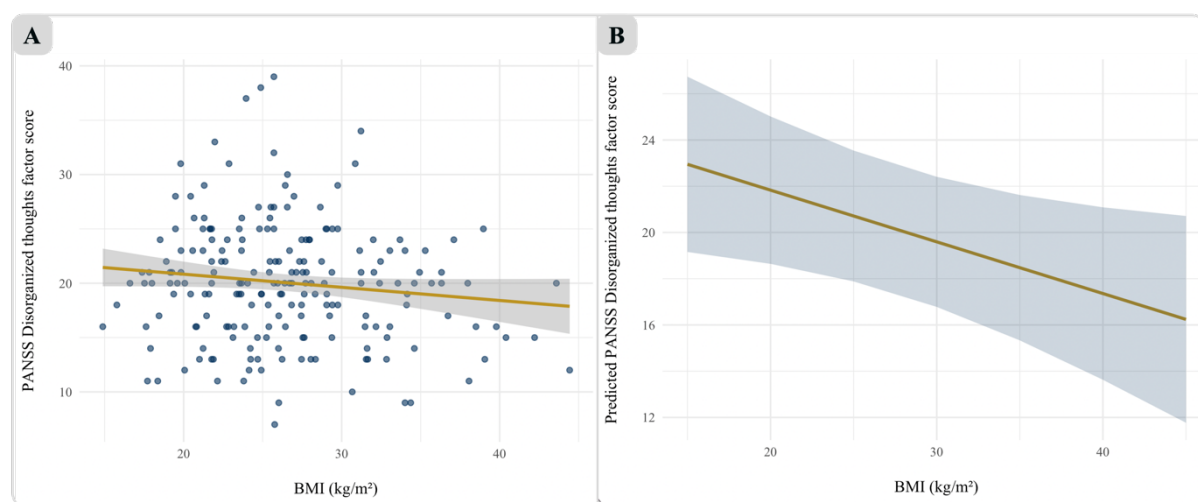 A
PANSS Disorganized thoughts factor score
40
30
20
10
20
30
40
BMI (kg/m²)
B
Predicted PANSS Disorganized thoughts factor score
24
20
16
12
20
30
40
BMI (kg/m²)